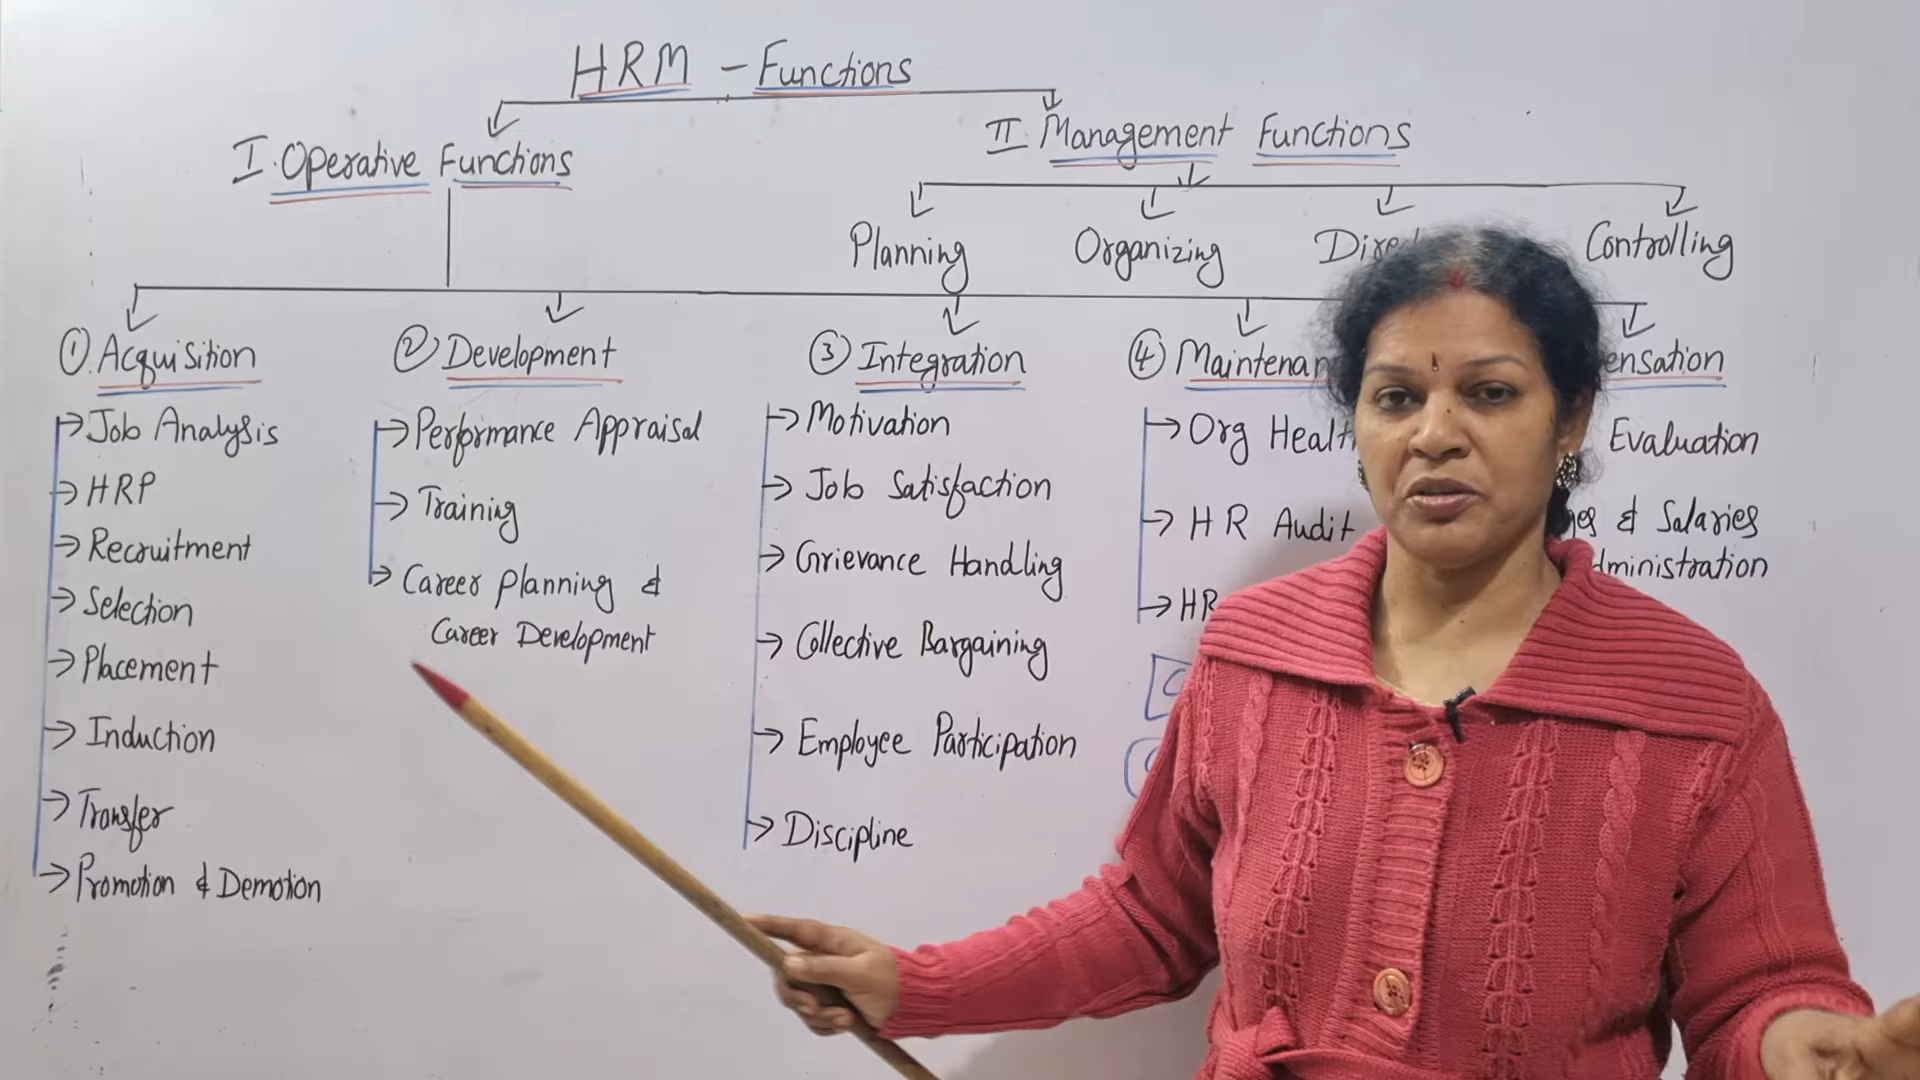 HRM - Functions
I. Operative Functions
II Management Functions
Planning
Organizing
Controlling
① Acquisition
Job Analysis
HRP
Recruitment
Selection
Placement
Induction
Transfer
Promotion & Demotion
② Development
Performance Appraisal
Training
Career Planning &
Career Development
③ Integration
Motivation
Job Satisfaction
Grievance Handling
Collective Bargaining
Employee Participation
Discipline
④
Org
HR Audit
HR
Evaluation
& Salaries